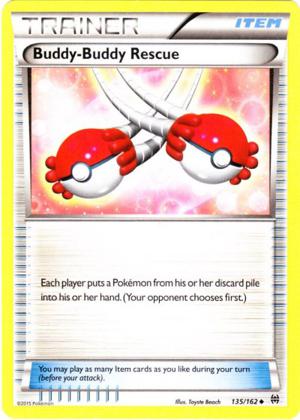 TRAINER
ITEM
Buddy-Buddy Rescue
Each player puts a Pokémon from his or her discard pile
into his or her hand. (Your opponent chooses first.)
You may play as many Item cards as you like during your turn
(before your attack).
©2015 Pokémon
Illus. Toyste Beach
135/162